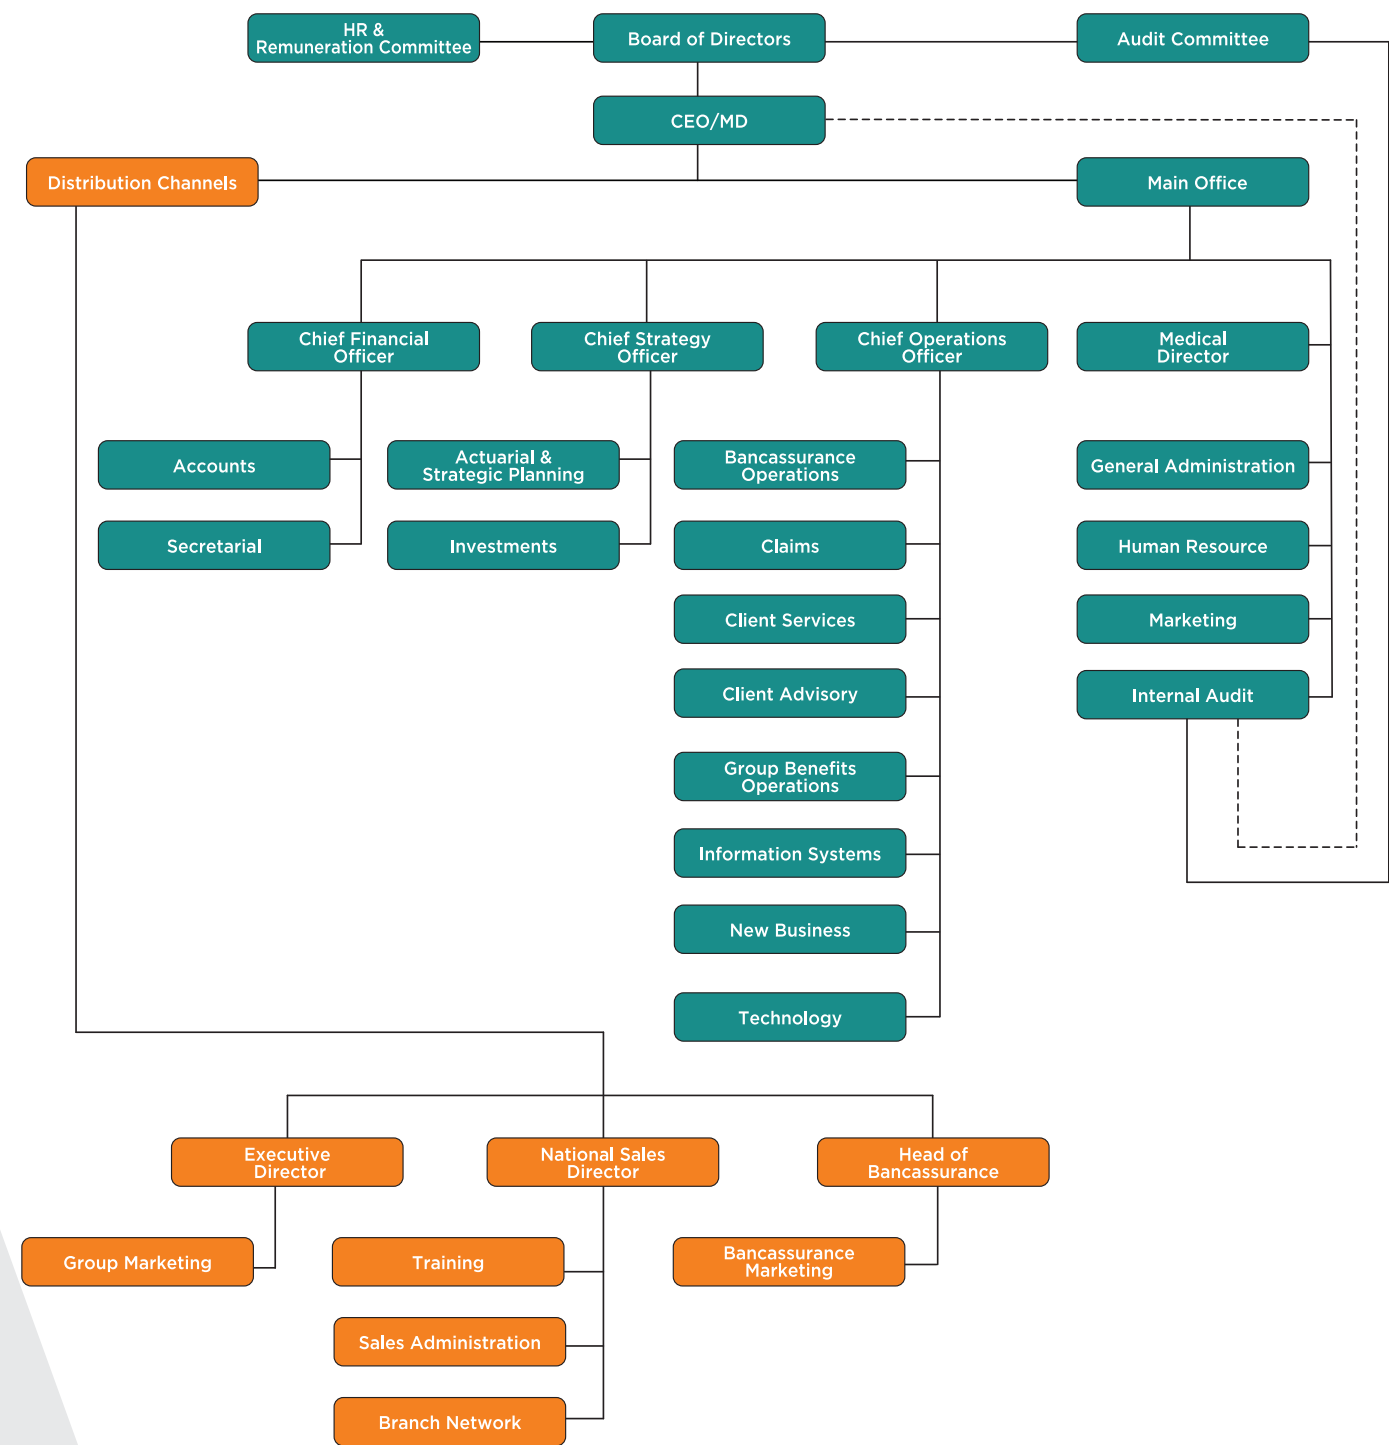 HR &
Remuneration Committee
Board of Directors
Audit Committee
CEO/MD
Distribution Channels
Main Office
Chief Financial
Officer
Chief Strategy
Officer
Chief Operations
Officer
Medical
Director
Accounts
Actuarial &
Strategic Planning
Bancassurance
Operations
General Administration
Secretarial
Investments
Claims
Human Resource
Client Services
Marketing
Client Advisory
Internal Audit
Group Benefits
Operations
Information Systems
New Business
Technology
Executive
Director
National Sales
Director
Head of
Bancassurance
Group Marketing
Training
Bancassurance
Marketing
Sales Administration
Branch Network